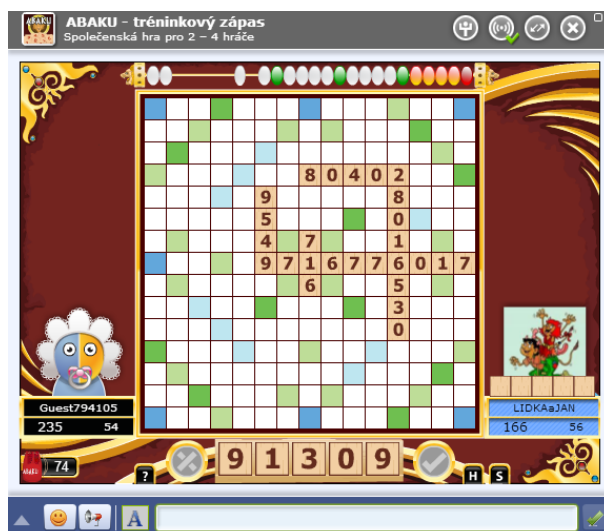 ABAKU - tréninkový zápas
Společenská hra pro 2 – 4 hráče
8 0 4 0 2
9 8
5 0
4 7 1
9 7 1 6 7 7 6 0 1 7
6 5
3
0
Guest794105
235 54
LIDKAaJAN
166 56
ABAKU 74
?
9 1 3 0 9
H S
A